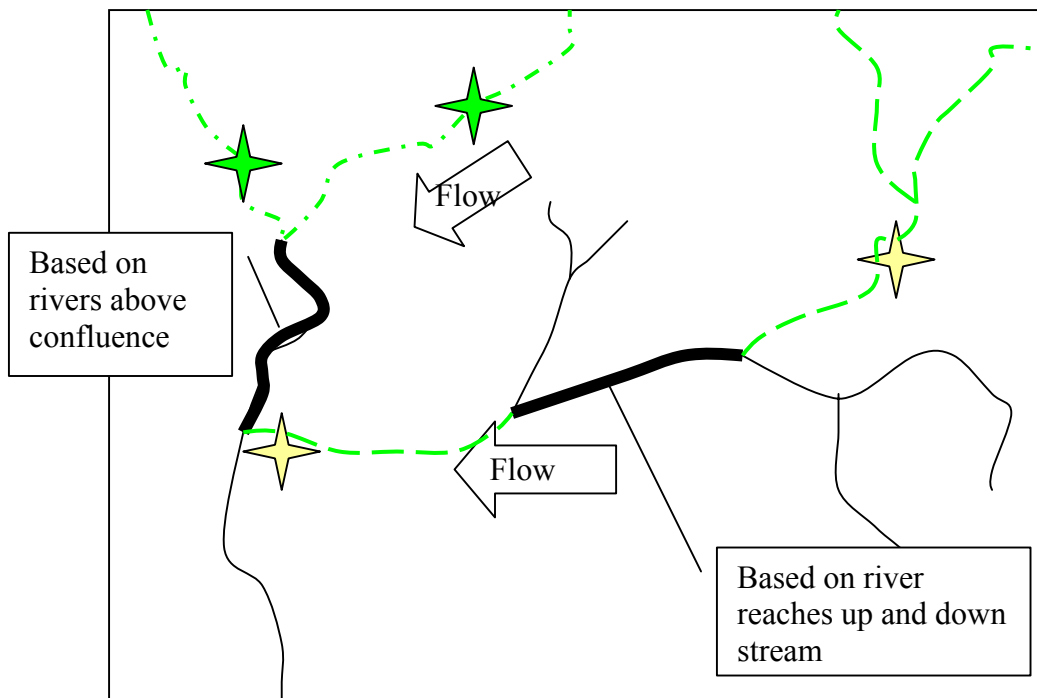 Flow
Based on
rivers above
confluence
Flow
Based on river
reaches up and down
stream